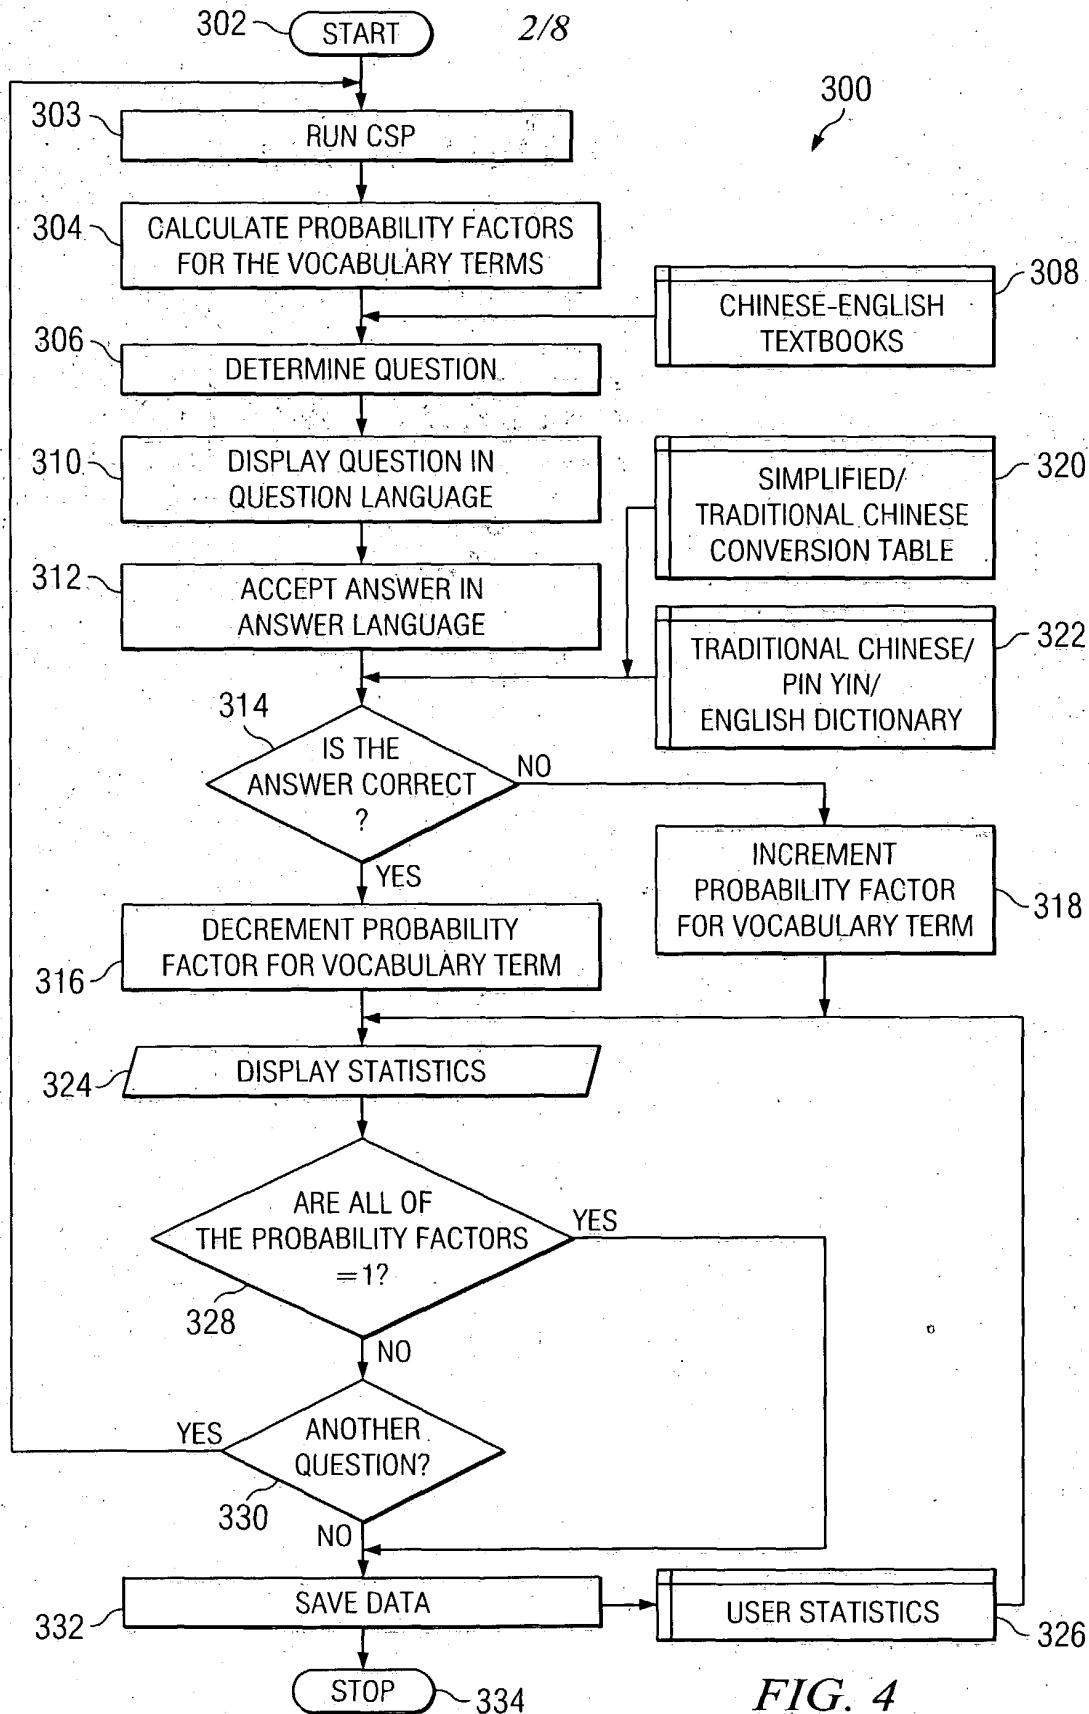 302
START
2/8
300
303
RUN CSP
304
CALCULATE PROBABILITY FACTORS
FOR THE VOCABULARY TERMS
308
CHINESE-ENGLISH
TEXTBOOKS
306
DETERMINE QUESTION
310
DISPLAY QUESTION IN
QUESTION LANGUAGE
320
SIMPLIFIED/
TRADITIONAL CHINESE
CONVERSION TABLE
312
ACCEPT ANSWER IN
ANSWER LANGUAGE
322
TRADITIONAL CHINESE/
PIN YIN/
ENGLISH DICTIONARY
314
IS THE
ANSWER CORRECT
?
NO
YES
INCREMENT
PROBABILITY FACTOR
FOR VOCABULARY TERM
318
DECREMENT PROBABILITY
FACTOR FOR VOCABULARY TERM
316
324
DISPLAY STATISTICS
ARE ALL OF
THE PROBABILITY FACTORS
=1?
YES
328
NO
YES
ANOTHER
QUESTION?
330
NO
332
SAVE DATA
USER STATISTICS
326
STOP
334
FIG. 4